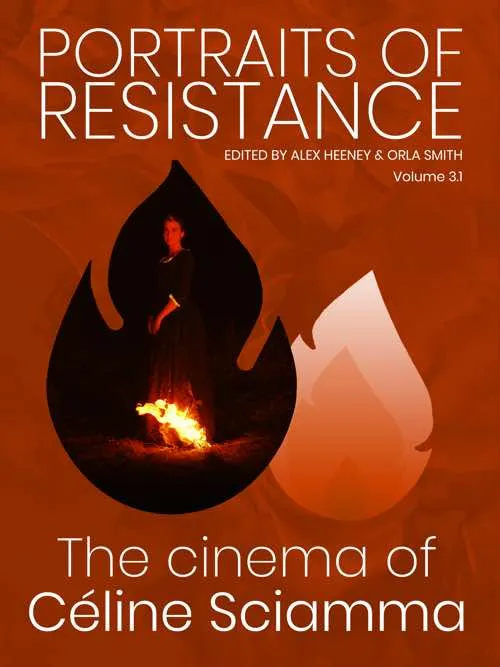 PORTRAITS OF
RESISTANCE
EDITED BY ALEX HEENEY & ORLA SMITH
Volume 3.1
The cinema of
Céline Sciamma